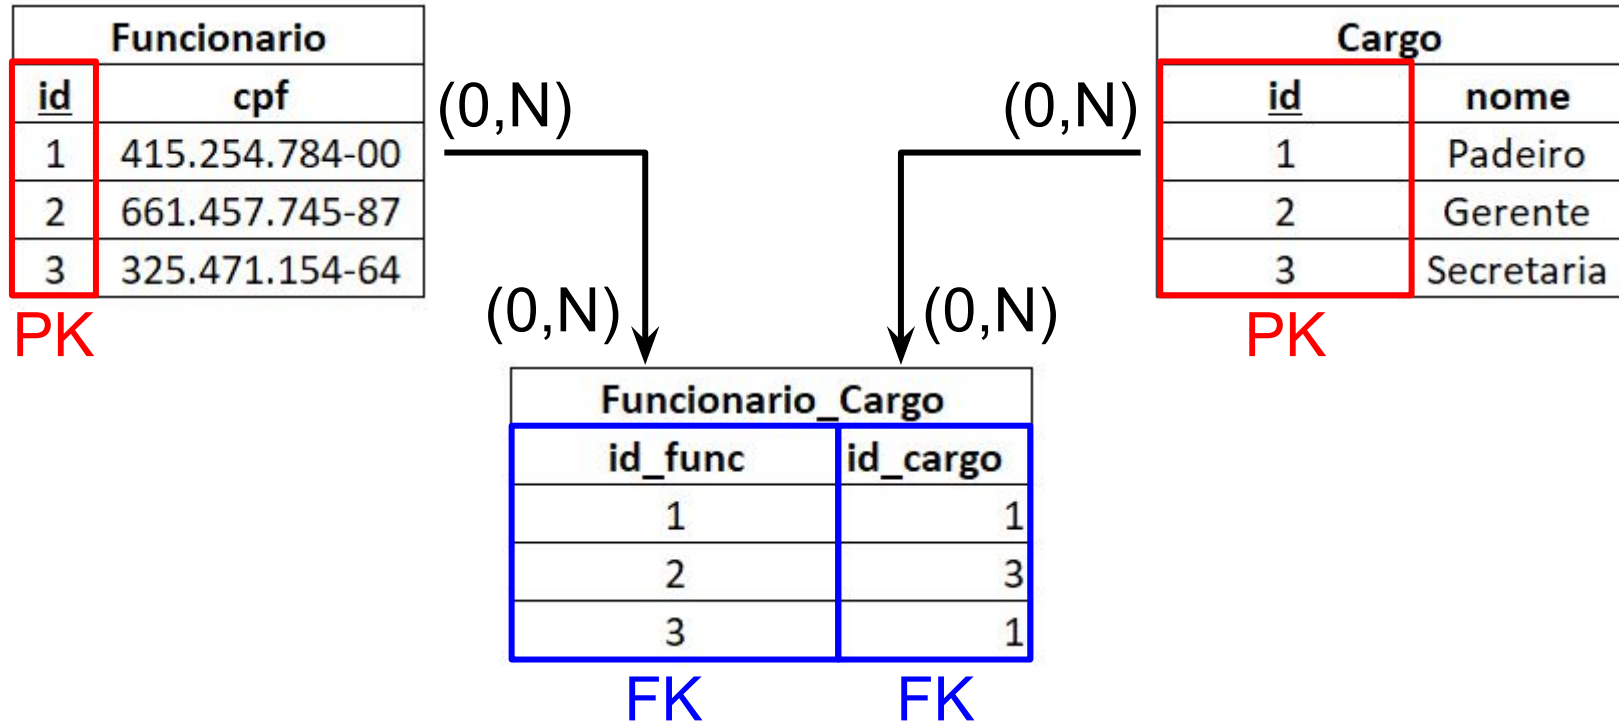 Funcionario
id cpf
1 415.254.784-00
2 661.457.745-87
3 325.471.154-64
PK
(0,N)
(0,N)
Cargo
id nome
1 Padeiro
2 Gerente
3 Secretaria
PK
(0,N)
(0,N)
Funcionario_Cargo
id_func id_cargo
1 1
2 3
3 1
FK FK